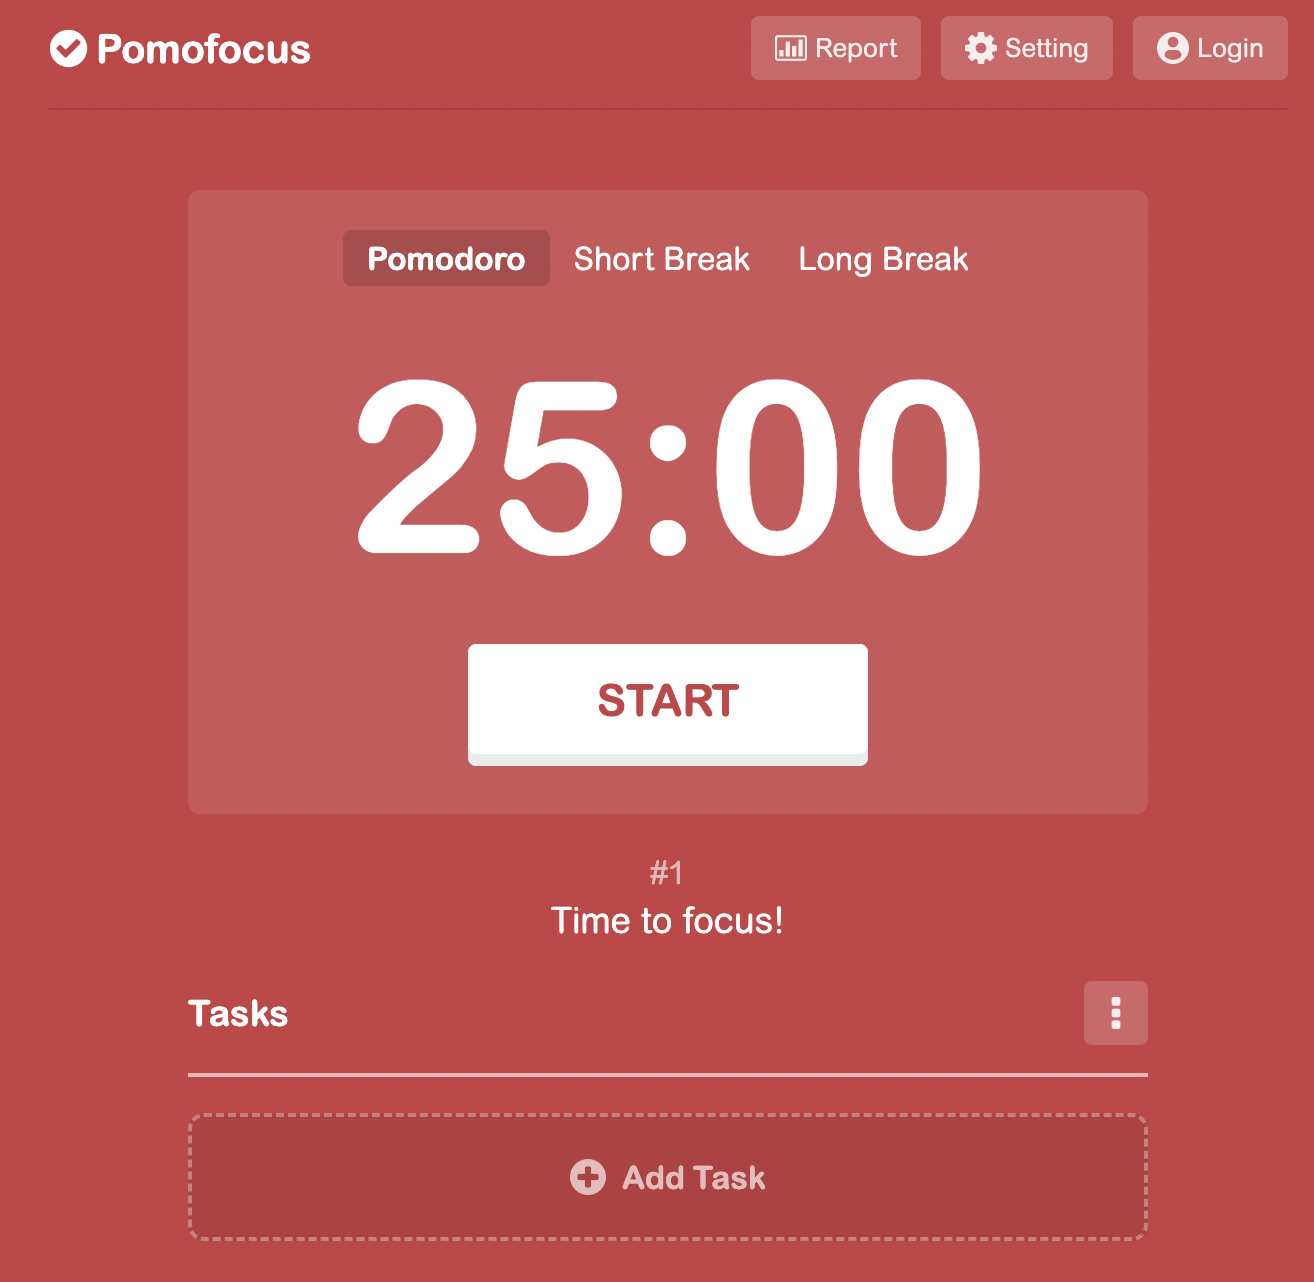 Pomofocus
Report
Setting
Login
Pomodoro
Short Break
Long Break
25:00
START
#1
Time to focus!
Tasks
Add Task